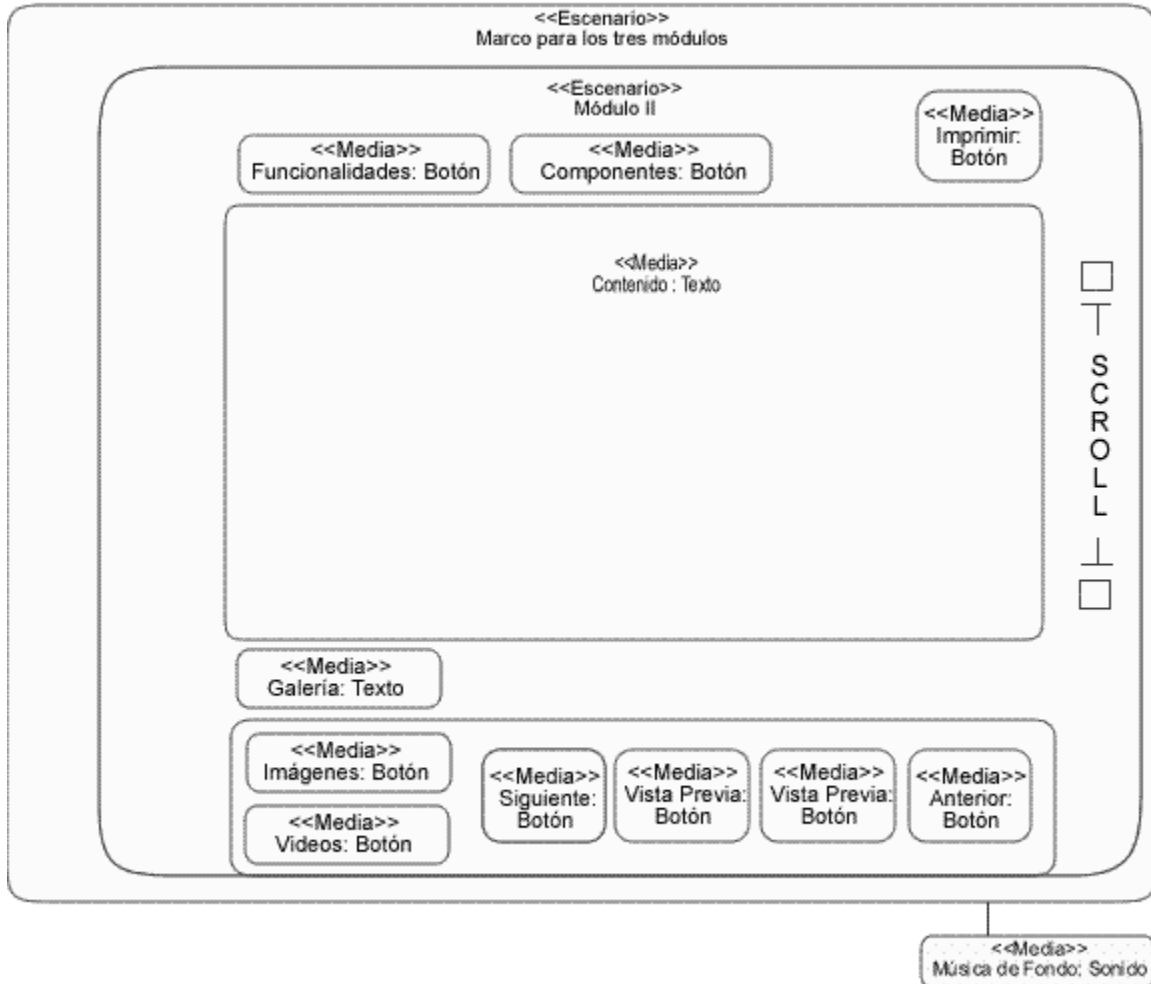 <<Escenario>>
Marco para los tres módulos
<<Escenario>>
Módulo II
<<Media>>
Imprimir:
Botón
<<Media>>
Funcionalidades: Botón
<<Media>>
Componentes: Botón
<<Media>>
Contenido : Texto
SCROLL
<<Media>>
Galería: Texto
<<Media>>
Imágenes: Botón
<<Media>>
Videos: Botón
<<Media>>
Siguiente:
Botón
<<Media>>
Vista Previa:
Botón
<<Media>>
Vista Previa:
Botón
<<Media>>
Anterior:
Botón
<<Media>>
Música de Fondo: Sonido